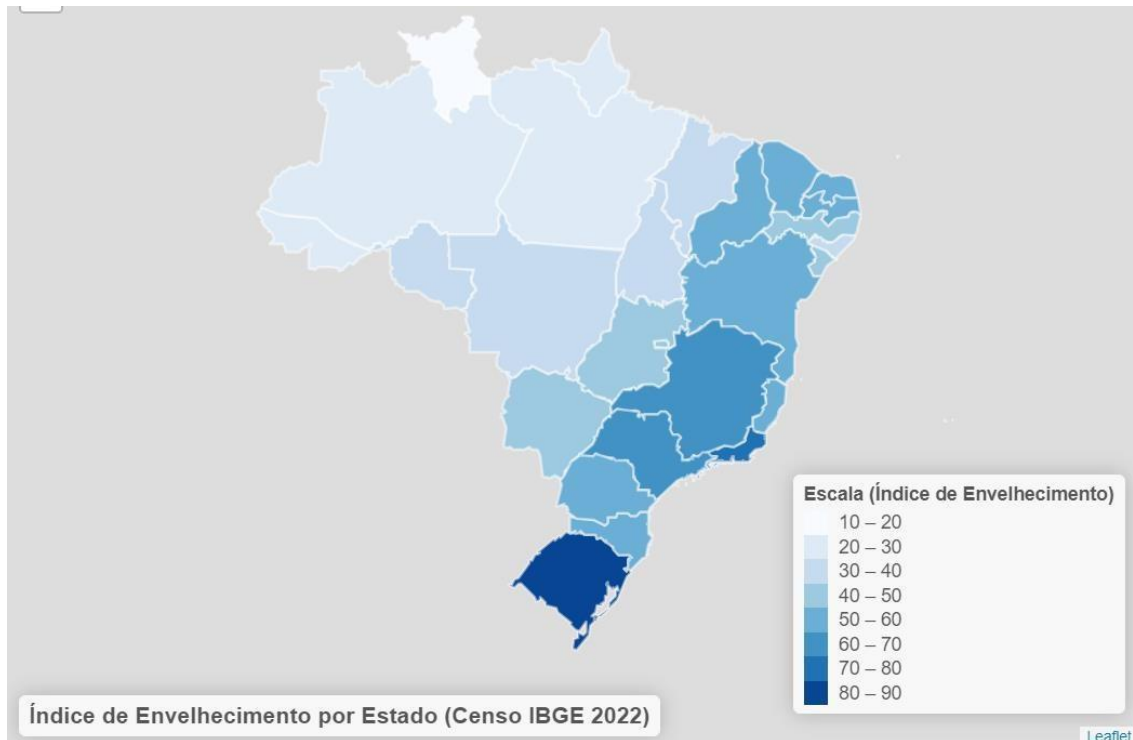 Escala (Índice de Envelhecimento)
10 – 20
20 – 30
30 – 40
40 – 50
50 – 60
60 – 70
70 – 80
80 – 90
Índice de Envelhecimento por Estado (Censo IBGE 2022)
Leaflet